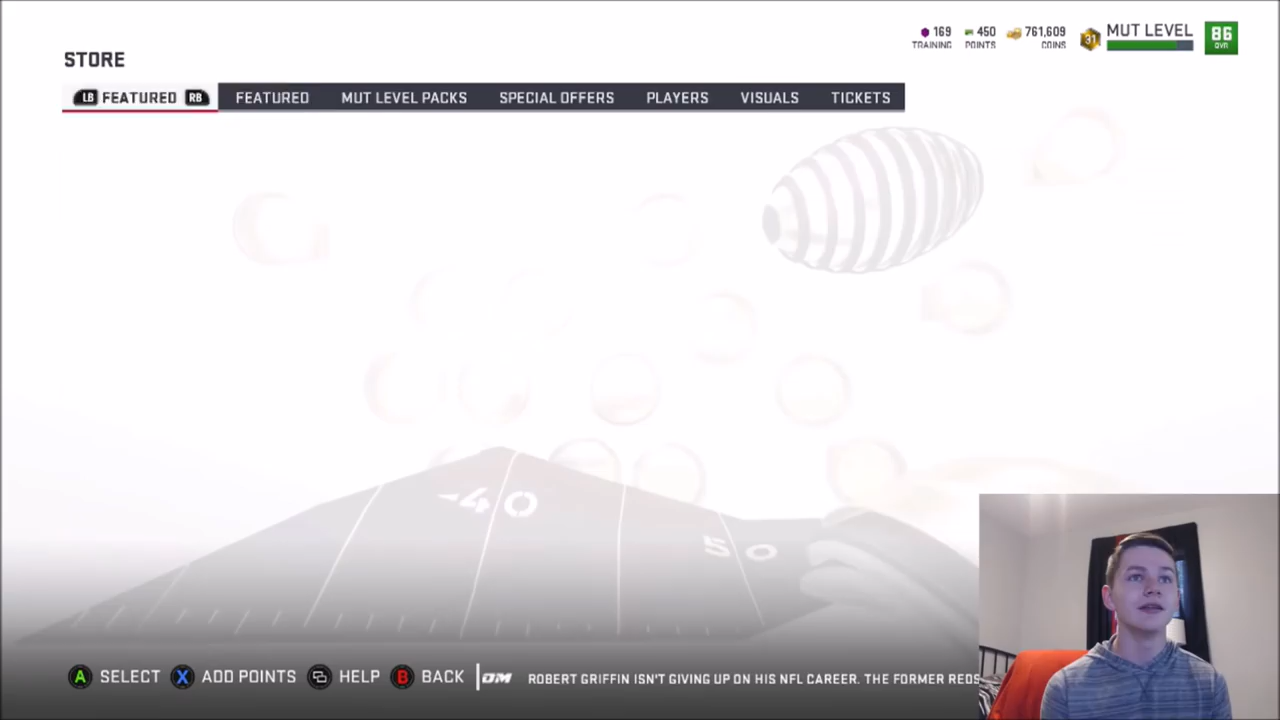 STORE
169 TRAINING
450 POINTS
761,609 COINS
31
MUT LEVEL
86 OVR
LB FEATURED RB
FEATURED
MUT LEVEL PACKS
SPECIAL OFFERS
PLAYERS
VISUALS
TICKETS
40
50
A SELECT X ADD POINTS HELP B BACK
DM ROBERT GRIFFIN ISN'T GIVING UP ON HIS NFL CAREER. THE FORMER REDS